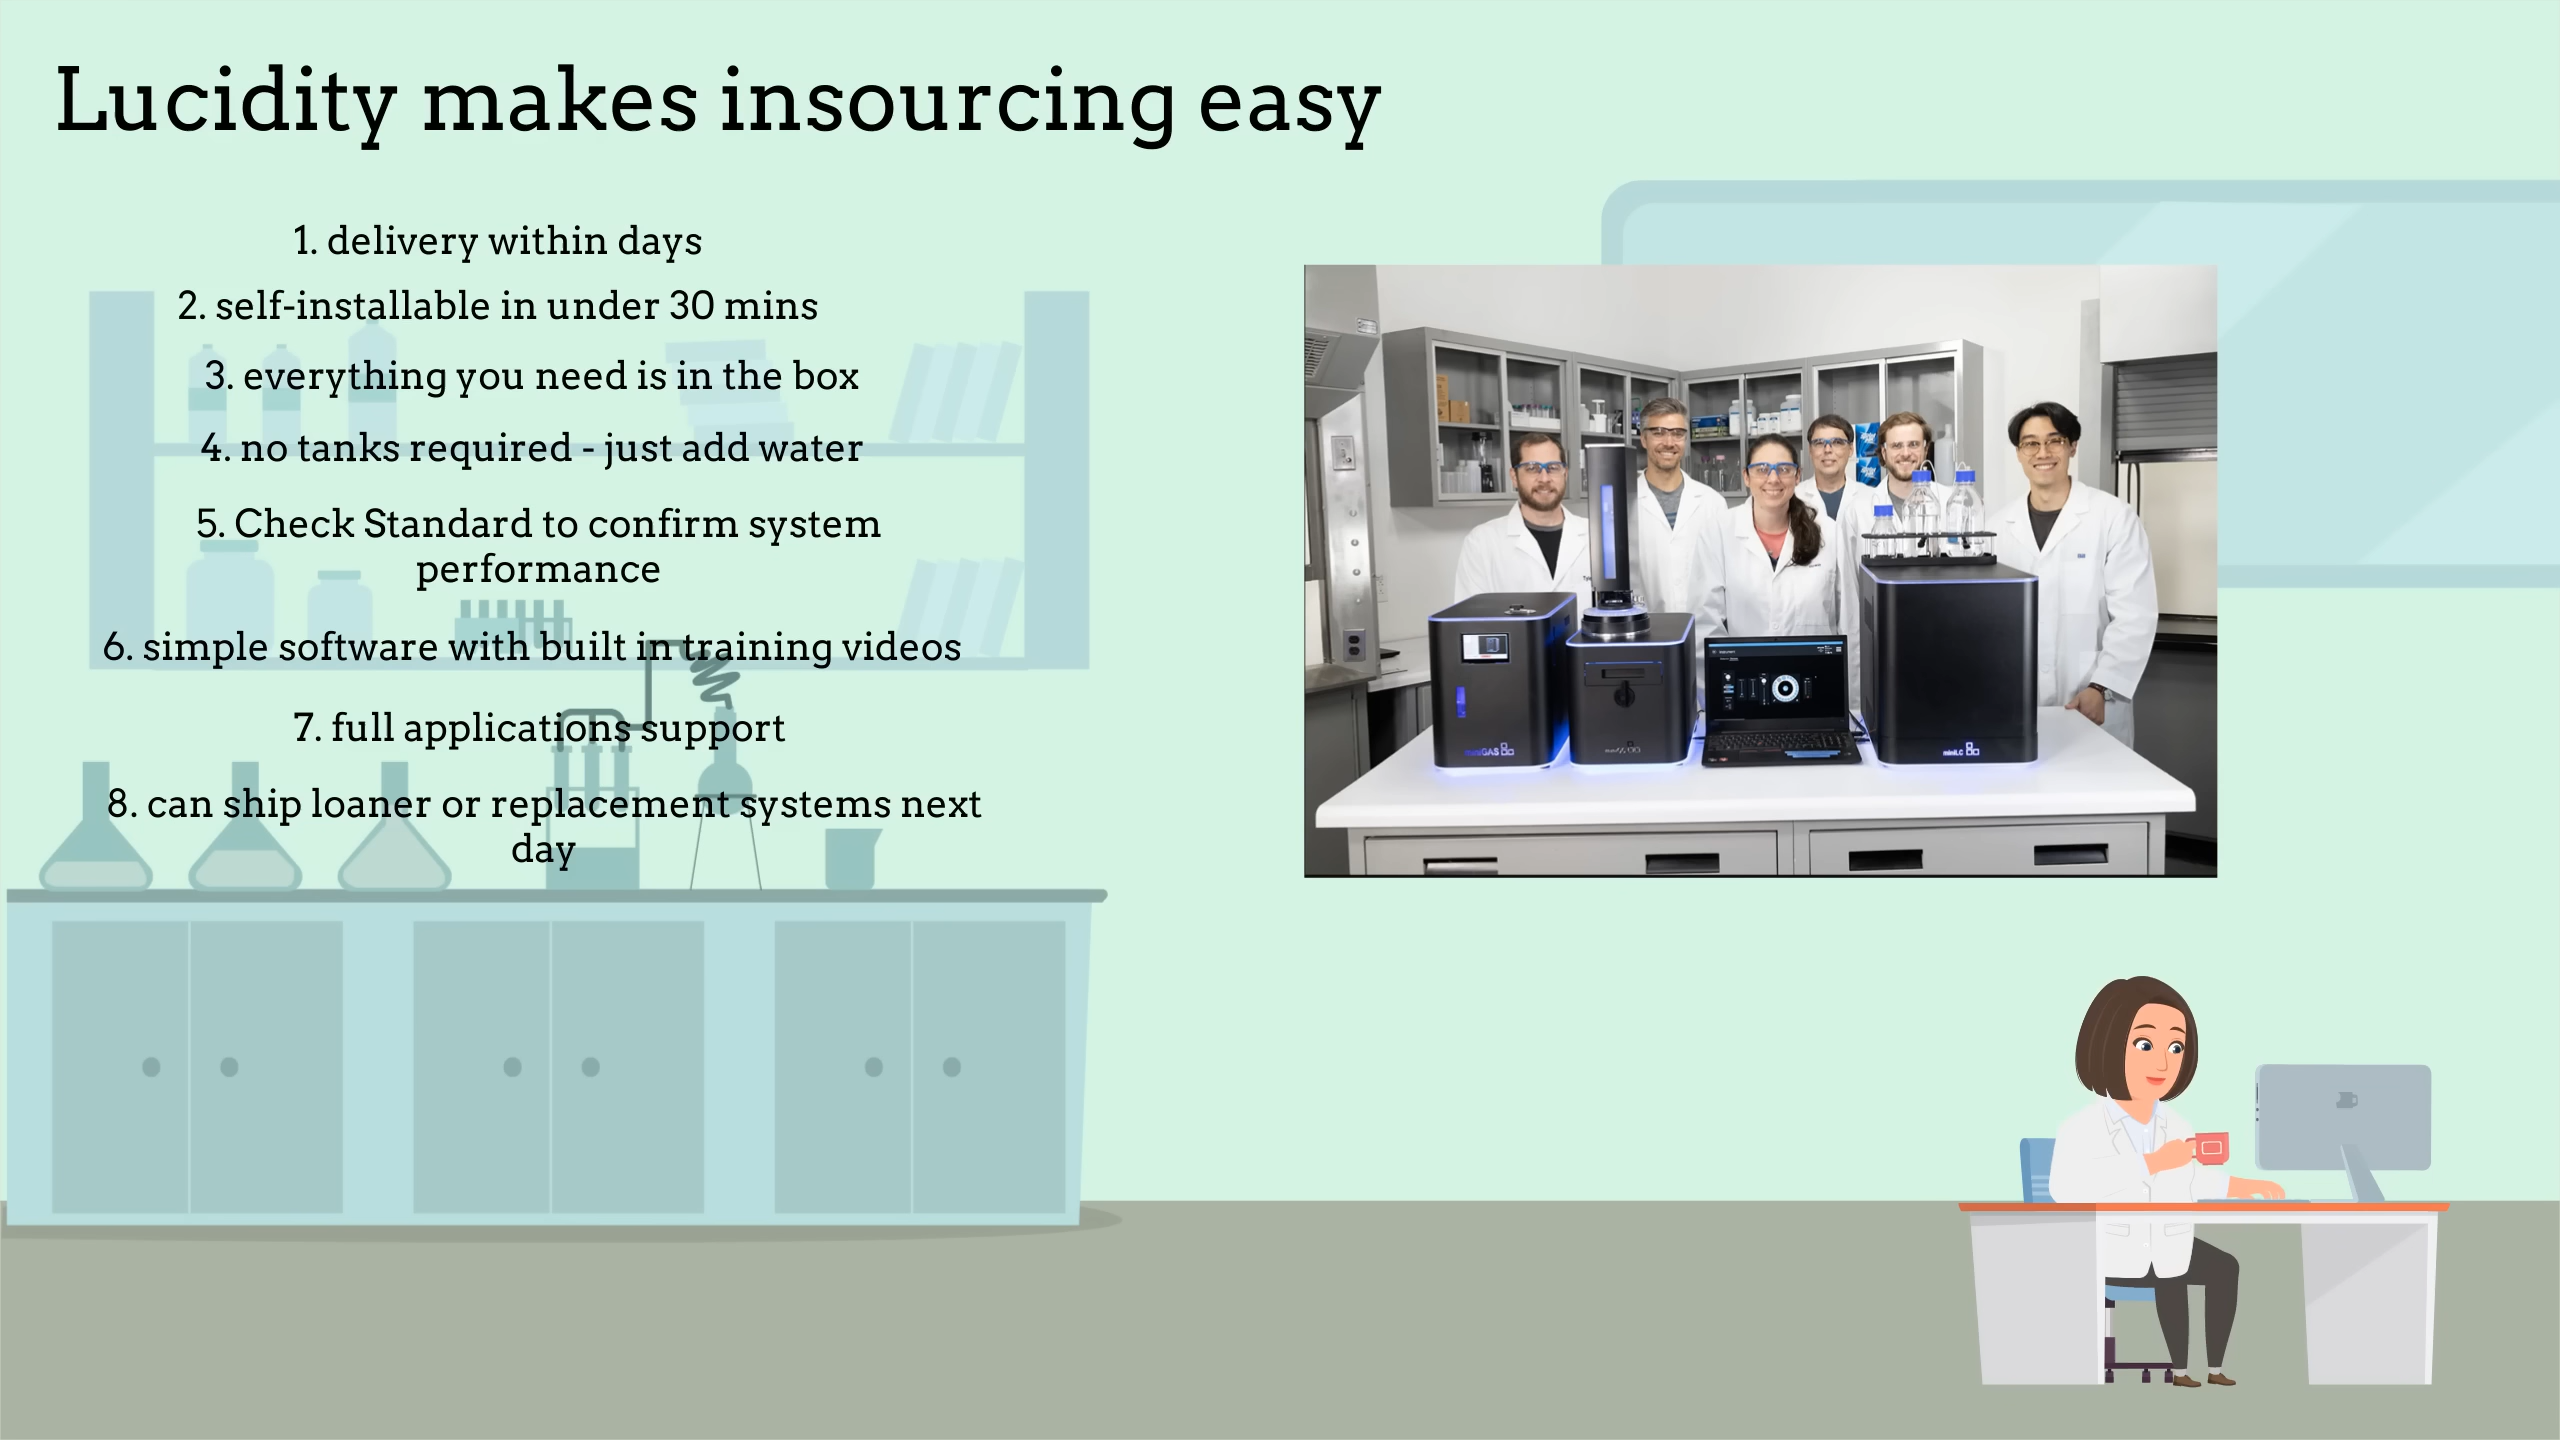 Lucidity makes insourcing easy
1. delivery within days
2. self-installable in under 30 mins
3. everything you need is in the box
4. no tanks required - just add water
5. Check Standard to confirm system
performance
6. simple software with built in training videos
7. full applications support
8. can ship loaner or replacement systems next
day
miniLC